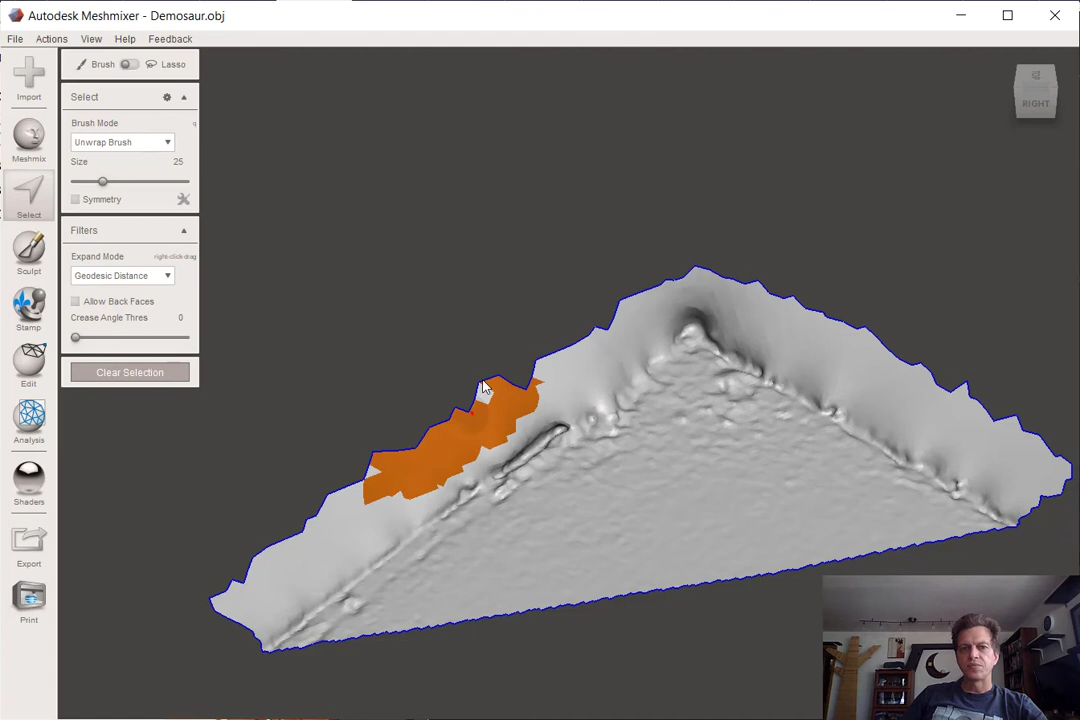 Autodesk Meshmixer - Demosaur.obj
File Actions View Help Feedback
Import
Meshmix
Select
Sculpt
Stamp
Edit
Analysis
Shaders
Export
Print
Brush Lasso
Select
Brush Mode q
Unwrap Brush
Size 25
Symmetry
Filters
Expand Mode right-click-drag
Geodesic Distance
Allow Back Faces
Crease Angle Thres 0
Clear Selection
RIGHT